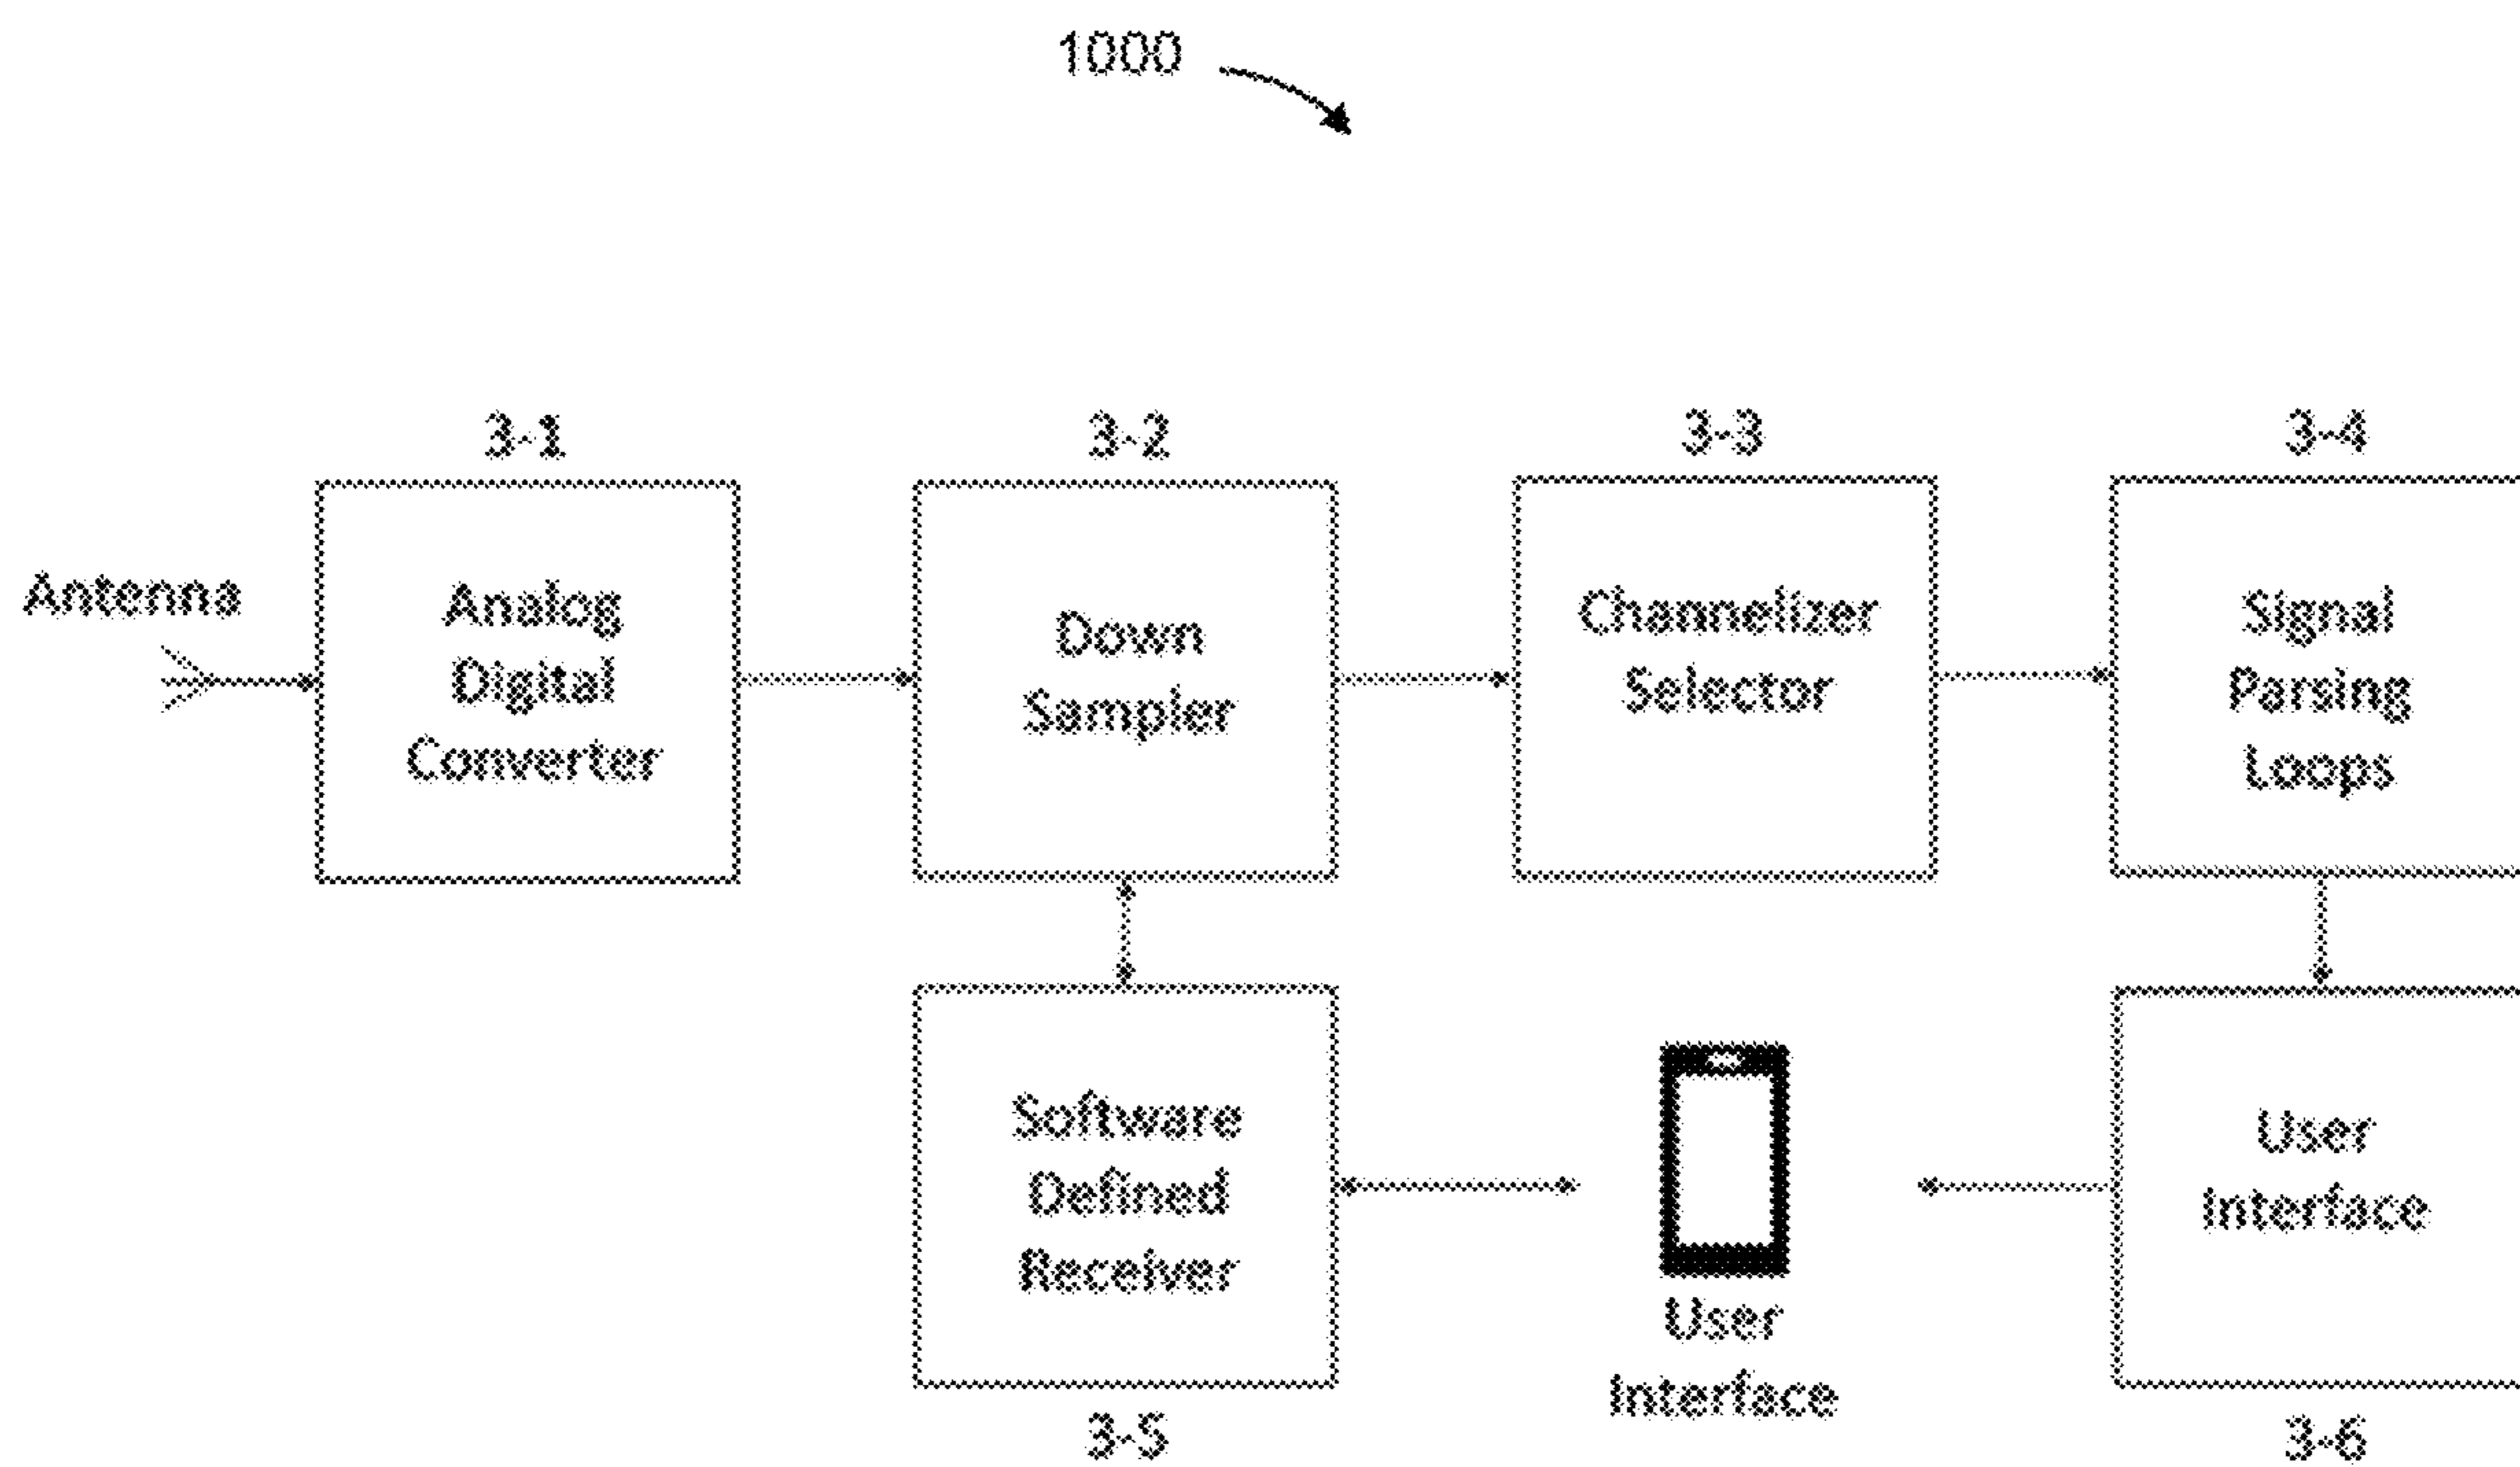 1000
3-1
3-2
3-3
3-4
Antenna
Analog
Digital
Converter
Down
Sampler
Channelizer
Selector
Signal
Parsing
Loops
Software
Defined
Receiver
User
Interface
User
Interface
3-5
3-6